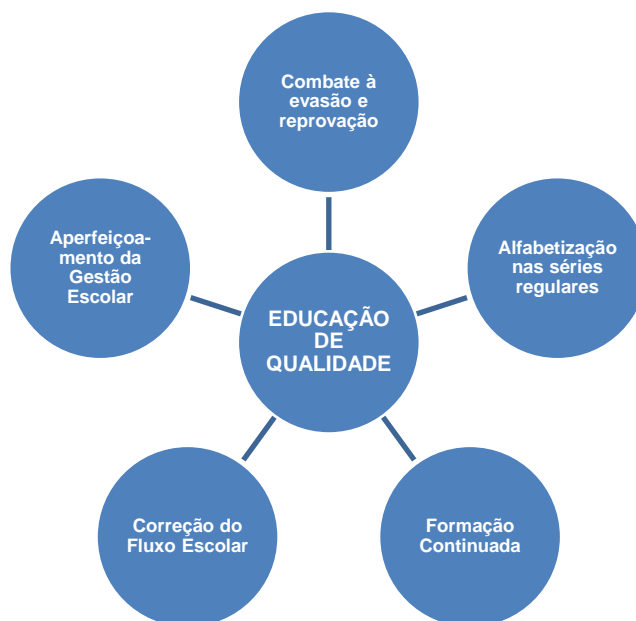 Combate à
evasão e
reprovação
Aperfeiçoa-
mento da
Gestão
Escolar
Alfabetização
nas séries
regulares
EDUCAÇÃO
DE
QUALIDADE
Correção do
Fluxo Escolar
Formação
Continuada